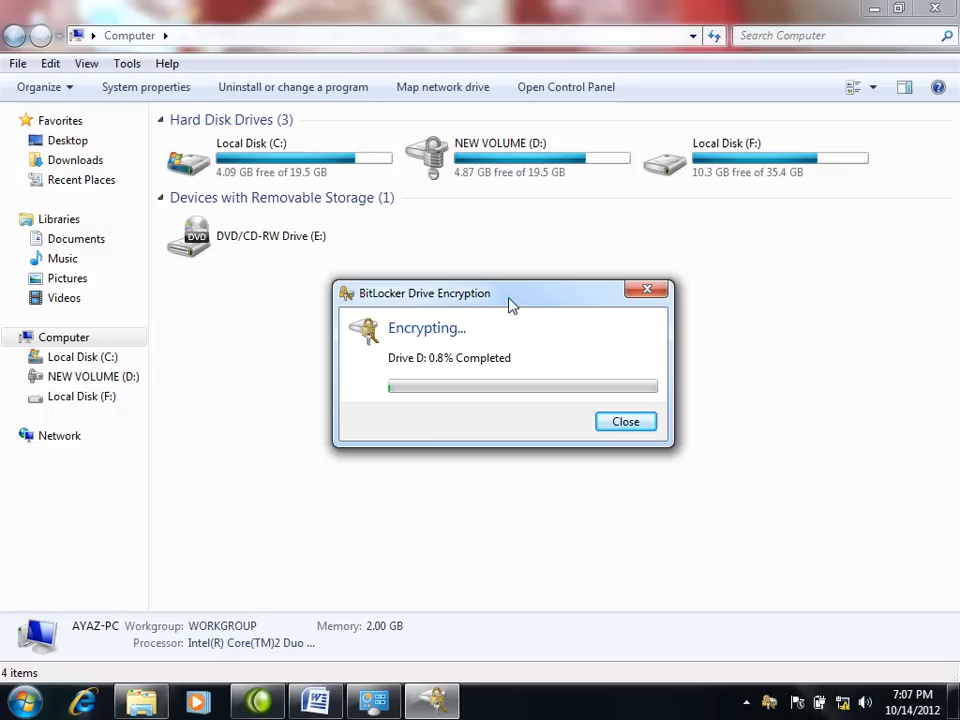 Computer
Search Computer
File Edit View Tools Help
Organize System properties Uninstall or change a program Map network drive Open Control Panel
Favorites
Desktop
Downloads
Recent Places
Libraries
Documents
Music
Pictures
Videos
Computer
Local Disk (C:)
NEW VOLUME (D:)
Local Disk (F:)
Network
Hard Disk Drives (3)
Local Disk (C:)
4.09 GB free of 19.5 GB
NEW VOLUME (D:)
4.87 GB free of 19.5 GB
Local Disk (F:)
10.3 GB free of 35.4 GB
Devices with Removable Storage (1)
DVD
DVD/CD-RW Drive (E:)
BitLocker Drive Encryption
Encrypting...
Drive D: 0.8% Completed
Close
AYAZ-PC Workgroup: WORKGROUP Memory: 2.00 GB
Processor: Intel(R) Core(TM)2 Duo ...
4 items
7:07 PM
10/14/2012